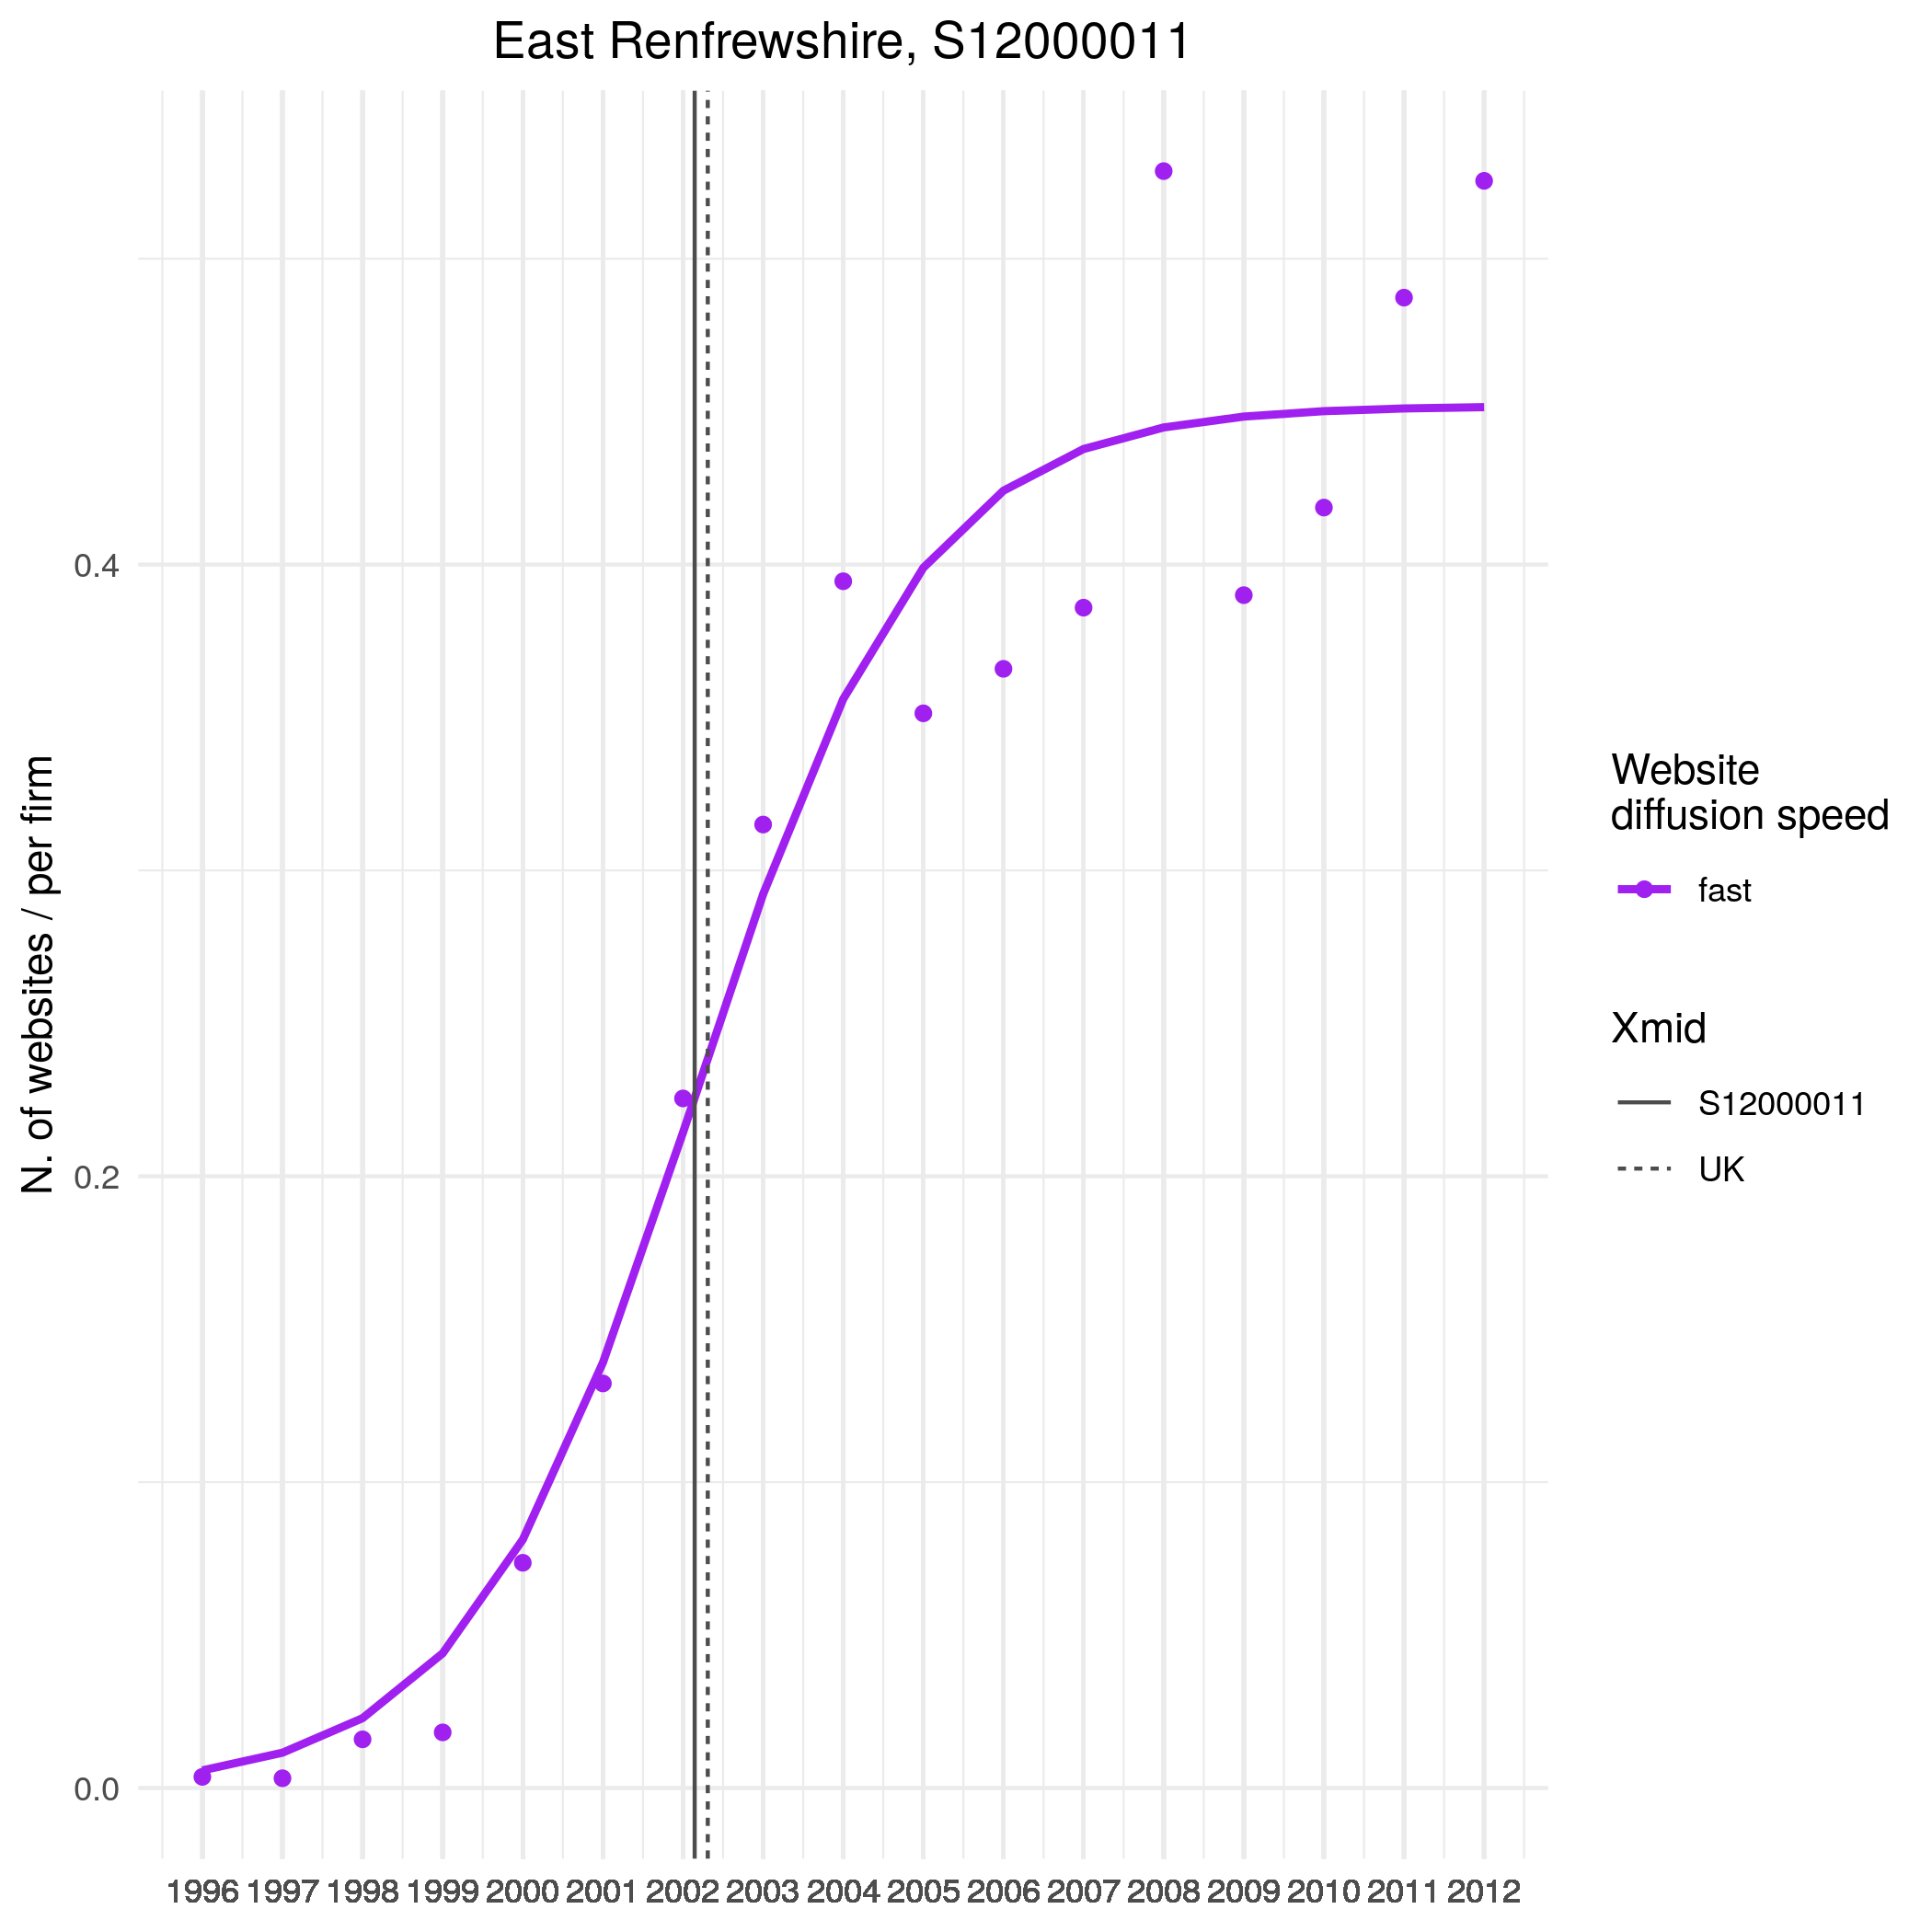 East Renfrewshire, S12000011
N. of websites / per firm
0.4
0.2
0.0
1996 1997 1998 1999 2000 2001 2002 2003 2004 2005 2006 2007 2008 2009 2010 2011 2012
Website
diffusion speed
fast
Xmid
S12000011
UK